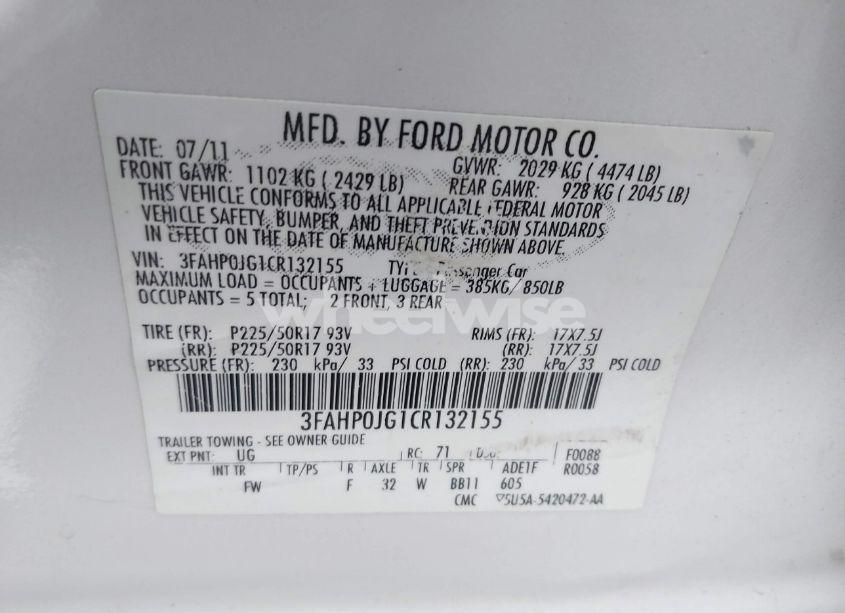 MFD. BY FORD MOTOR CO.
DATE: 07/11
GVWR: 2029 KG ( 4474 LB)
FRONT GAWR: 1102 KG ( 2429 LB)
REAR GAWR: 928 KG ( 2045 LB)
THIS VEHICLE CONFORMS TO ALL APPLICABLE FEDERAL MOTOR
VEHICLE SAFETY, BUMPER, AND THEFT PREVENTION STANDARDS
IN EFFECT ON THE DATE OF MANUFACTURE SHOWN ABOVE.
VIN: 3FAHP0JG1CR132155 Passenger Car
MAXIMUM LOAD = OCCUPANTS + LUGGAGE = 385KG/ 850LB
OCCUPANTS = 5 TOTAL; 2 FRONT, 3 REAR
wheelwise
TIRE (FR): P225/50R17 93V RIMS (FR): 17X7.5J
(RR): P225/50R17 93V (RR): 17X7.5J
PRESSURE (FR): 230 kPa/ 33 PSI COLD (RR): 230 kPa/ 33 PSI COLD
3FAHP0JG1CR132155
TRAILER TOWING - SEE OWNER GUIDE
EXT PNT: UG RC: 71 F0088
INT TR TP/PS R AXLE TR SPR ADE1F R0058
FW F 32 W BB11 605
CMC 5U5A-5420472-AA